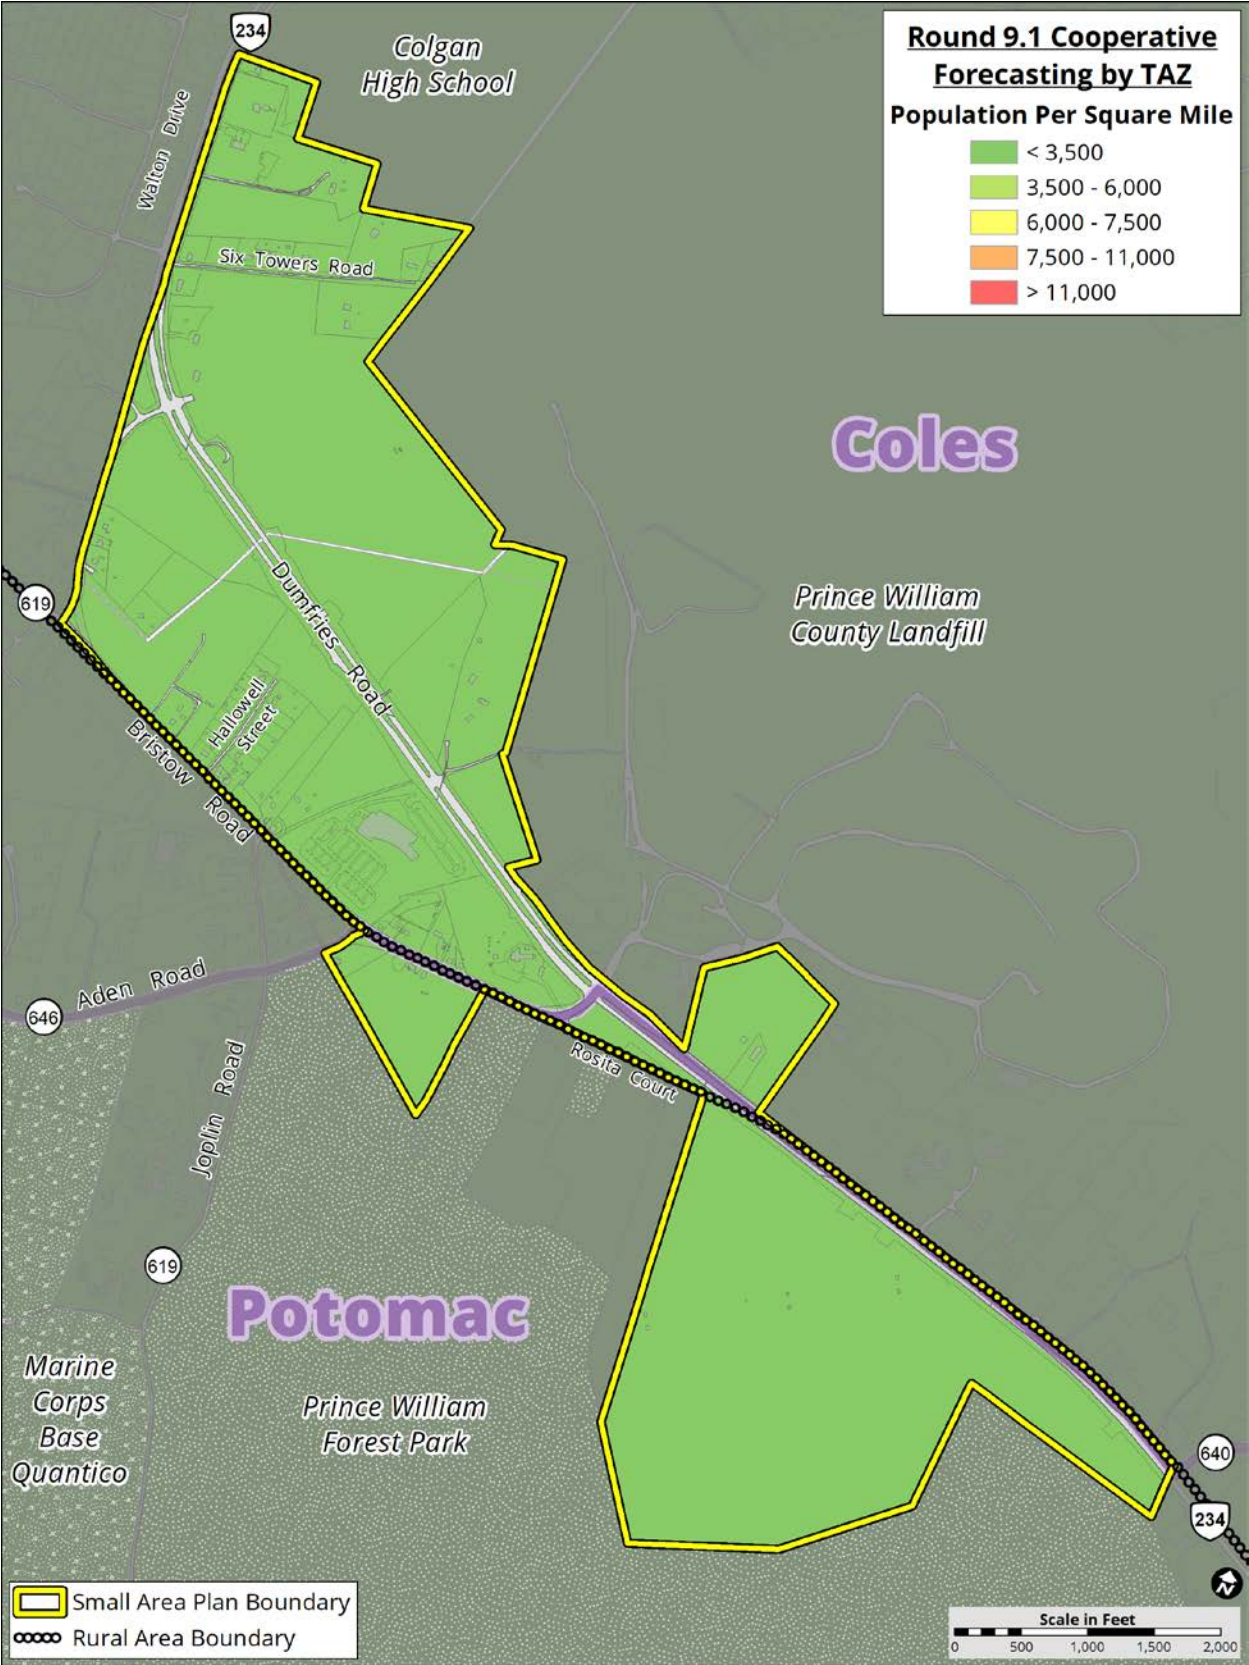 234
Colgan
High School
Round 9.1 Cooperative
Forecasting by TAZ
Population Per Square Mile
< 3,500
3,500 - 6,000
6,000 - 7,500
7,500 - 11,000
> 11,000
Walton Drive
Six Towers Road
Coles
619
Dumfries Road
Prince William
County Landfill
Hallowell
Street
Bristow Road
Aden Road
646
Rosita Court
Joplin Road
619
Potomac
Marine
Corps
Base
Quantico
Prince William
Forest Park
640
234
N
Small Area Plan Boundary
Rural Area Boundary
Scale in Feet
0 500 1,000 1,500 2,000